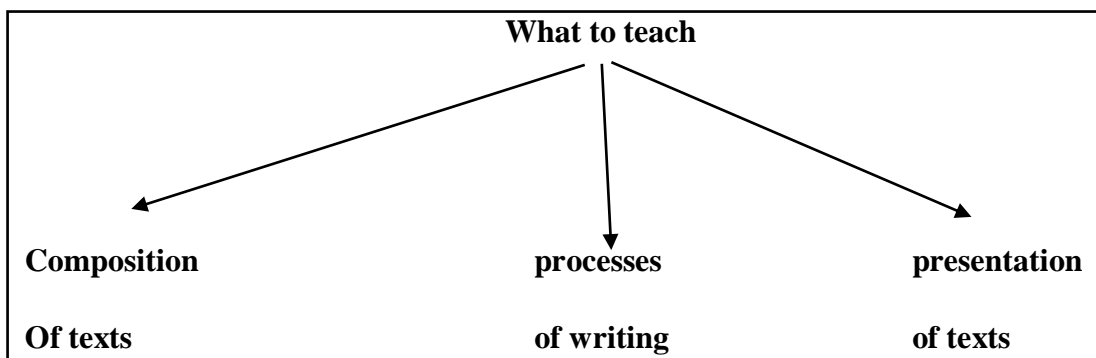 What to teach
Composition processes presentation
Of texts of writing of texts